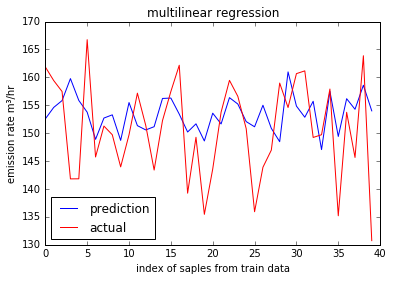 multilinear regression
emission rate m³/hr
170
165
160
155
150
145
140
135
130
prediction
actual
0 5 10 15 20 25 30 35 40
index of saples from train data